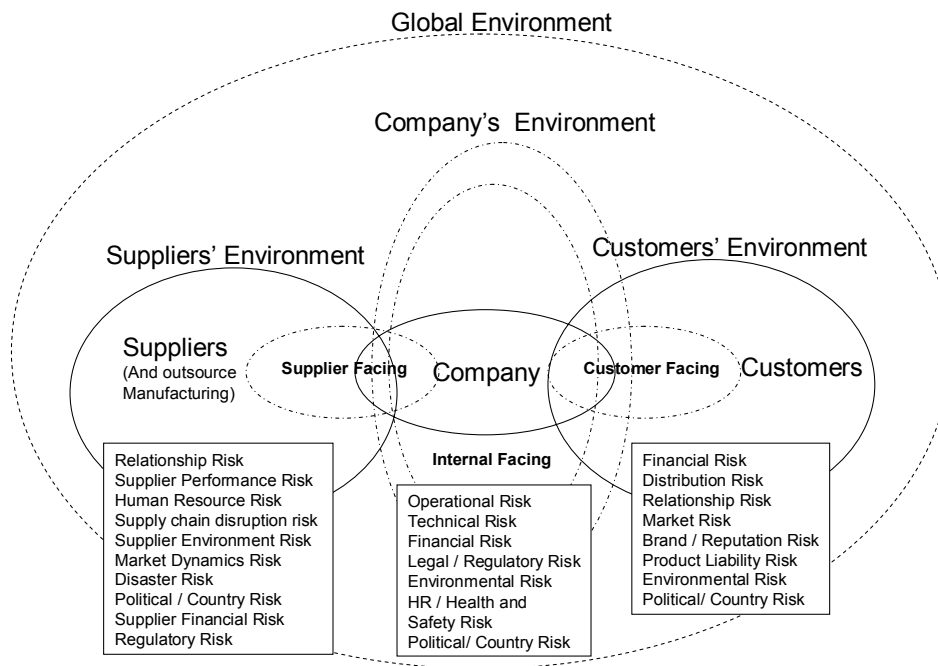 Global Environment
Company's  Environment
Suppliers' Environment
Customers' Environment
Suppliers
(And outsource
Manufacturing)
Supplier Facing
Company
Customer Facing
Customers
Internal Facing
Relationship Risk
Supplier Performance Risk
Human Resource Risk
Supply chain disruption risk
Supplier Environment Risk
Market Dynamics Risk
Disaster Risk
Political / Country Risk
Supplier Financial Risk
Regulatory Risk
Operational Risk
Technical Risk
Financial Risk
Legal / Regulatory Risk
Environmental Risk
HR / Health and
Safety Risk
Political/ Country Risk
Financial Risk
Distribution Risk
Relationship Risk
Market Risk
Brand / Reputation Risk
Product Liability Risk
Environmental Risk
Political/ Country Risk